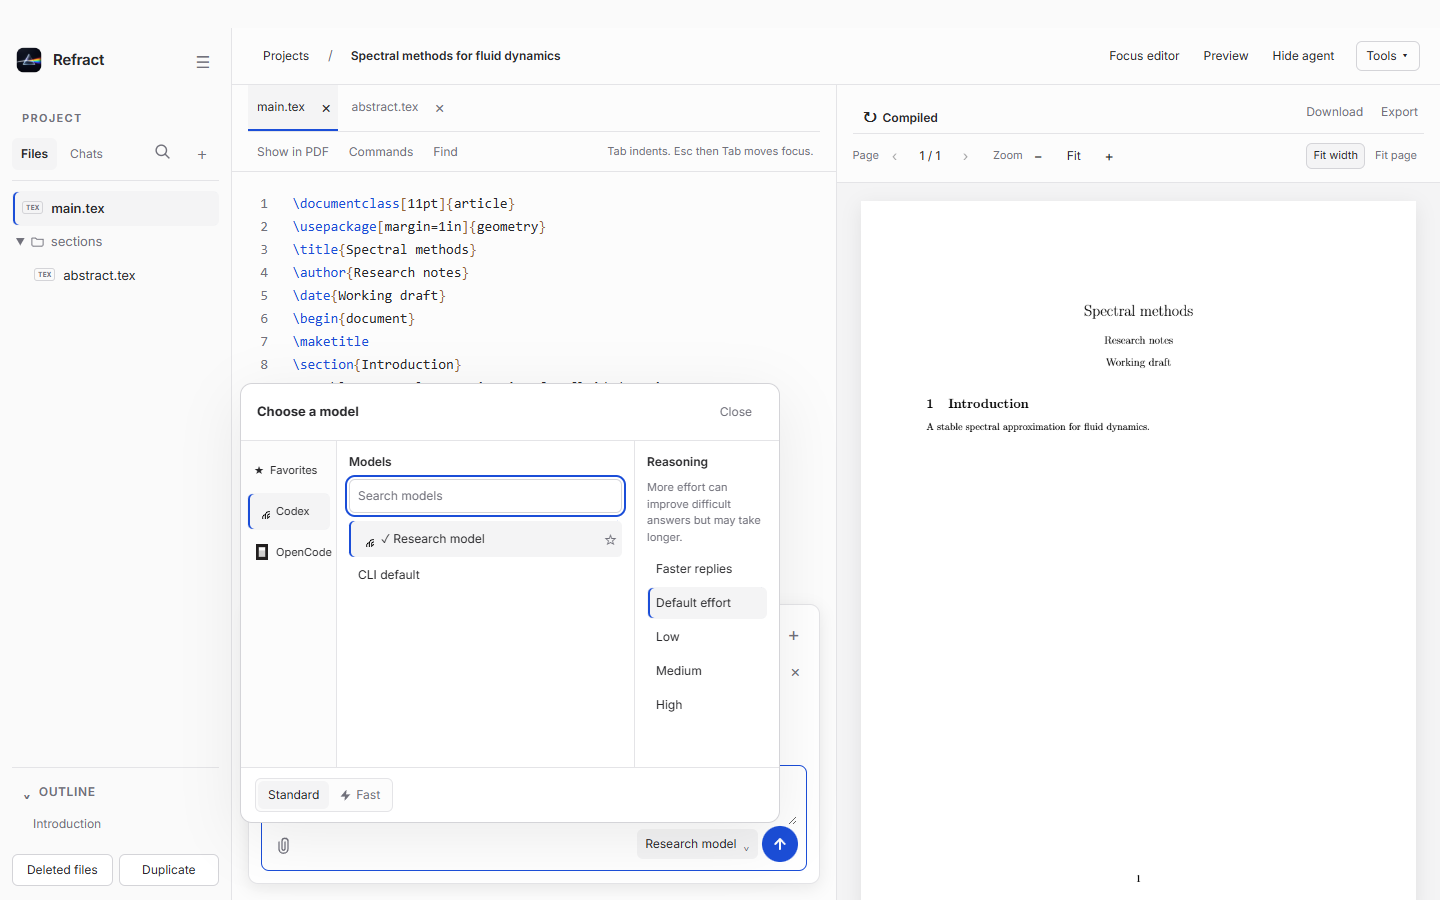 Refract
PROJECT
Files
Chats
TEX main.tex
sections
TEX abstract.tex
OUTLINE
Introduction
Deleted files
Duplicate
Projects / Spectral methods for fluid dynamics
Focus editor
Preview
Hide agent
Tools
main.tex
abstract.tex
Show in PDF
Commands
Find
Tab indents. Esc then Tab moves focus.
1 \documentclass[11pt]{article}
2 \usepackage[margin=1in]{geometry}
3 \title{Spectral methods}
4 \author{Research notes}
5 \date{Working draft}
6 \begin{document}
7 \maketitle
8 \section{Introduction}
Choose a model
Close
Favorites
Codex
OpenCode
Models
Search models
✓ Research model
CLI default
Reasoning
More effort can
improve difficult
answers but may take
longer.
Faster replies
Default effort
Low
Medium
High
Standard
Fast
Research model
Compiled
Download
Export
Page
1 / 1
Zoom
Fit
Fit width
Fit page
Spectral methods
Research notes
Working draft
1 Introduction
A stable spectral approximation for fluid dynamics.
1